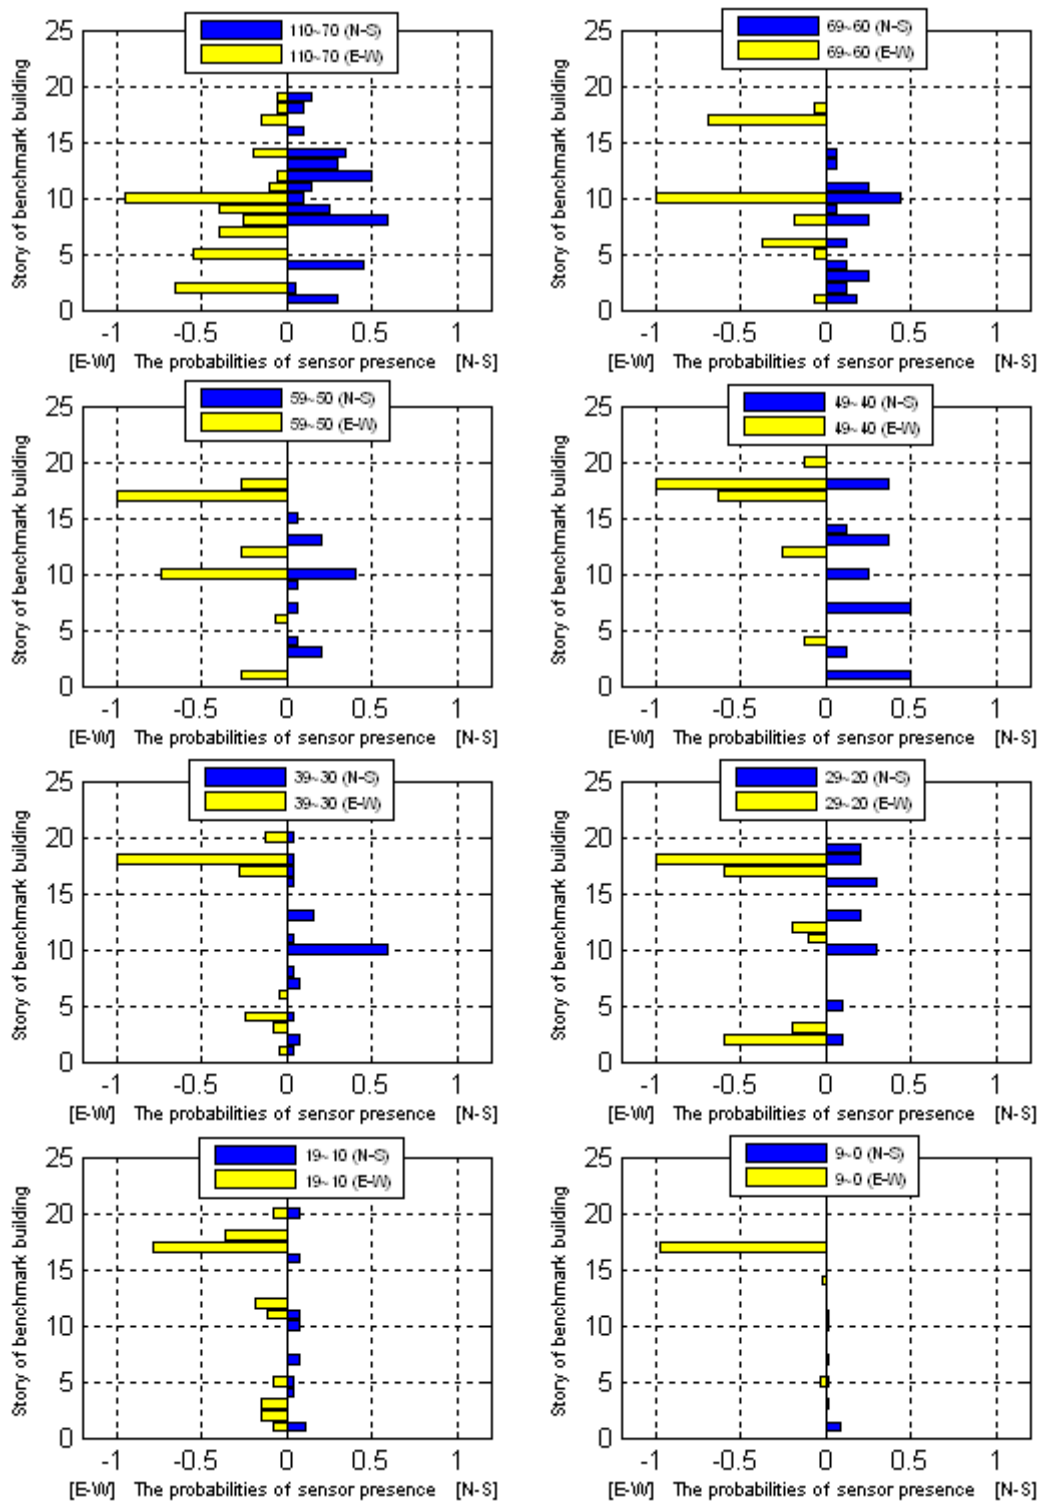 110~70 (N-S)
110~70 (E-W)
Story of benchmark building
25
20
15
10
5
0
-1 -0.5 0 0.5 1
[E-W] The probabilities of sensor presence [N-S]
69~60 (N-S)
69~60 (E-W)
Story of benchmark building
25
20
15
10
5
0
-1 -0.5 0 0.5 1
[E-W] The probabilities of sensor presence [N-S]
59~50 (N-S)
59~50 (E-W)
Story of benchmark building
25
20
15
10
5
0
-1 -0.5 0 0.5 1
[E-W] The probabilities of sensor presence [N-S]
49~40 (N-S)
49~40 (E-W)
Story of benchmark building
25
20
15
10
5
0
-1 -0.5 0 0.5 1
[E-W] The probabilities of sensor presence [N-S]
39~30 (N-S)
39~30 (E-W)
Story of benchmark building
25
20
15
10
5
0
-1 -0.5 0 0.5 1
[E-W] The probabilities of sensor presence [N-S]
29~20 (N-S)
29~20 (E-W)
Story of benchmark building
25
20
15
10
5
0
-1 -0.5 0 0.5 1
[E-W] The probabilities of sensor presence [N-S]
19~10 (N-S)
19~10 (E-W)
Story of benchmark building
25
20
15
10
5
0
-1 -0.5 0 0.5 1
[E-W] The probabilities of sensor presence [N-S]
9~0 (N-S)
9~0 (E-W)
Story of benchmark building
25
20
15
10
5
0
-1 -0.5 0 0.5 1
[E-W] The probabilities of sensor presence [N-S]